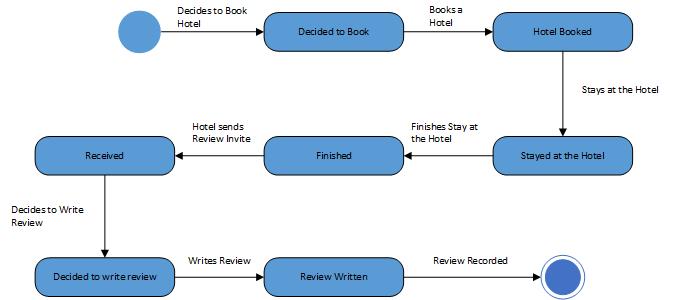 Decides to Book
Hotel
Decided to Book
Books a
Hotel
Hotel Booked
Stays at the Hotel
Stayed at the Hotel
Finishes Stay at
the Hotel
Finished
Hotel sends
Review Invite
Received
Decides to Write
Review
Decided to write review
Writes Review
Review Written
Review Recorded